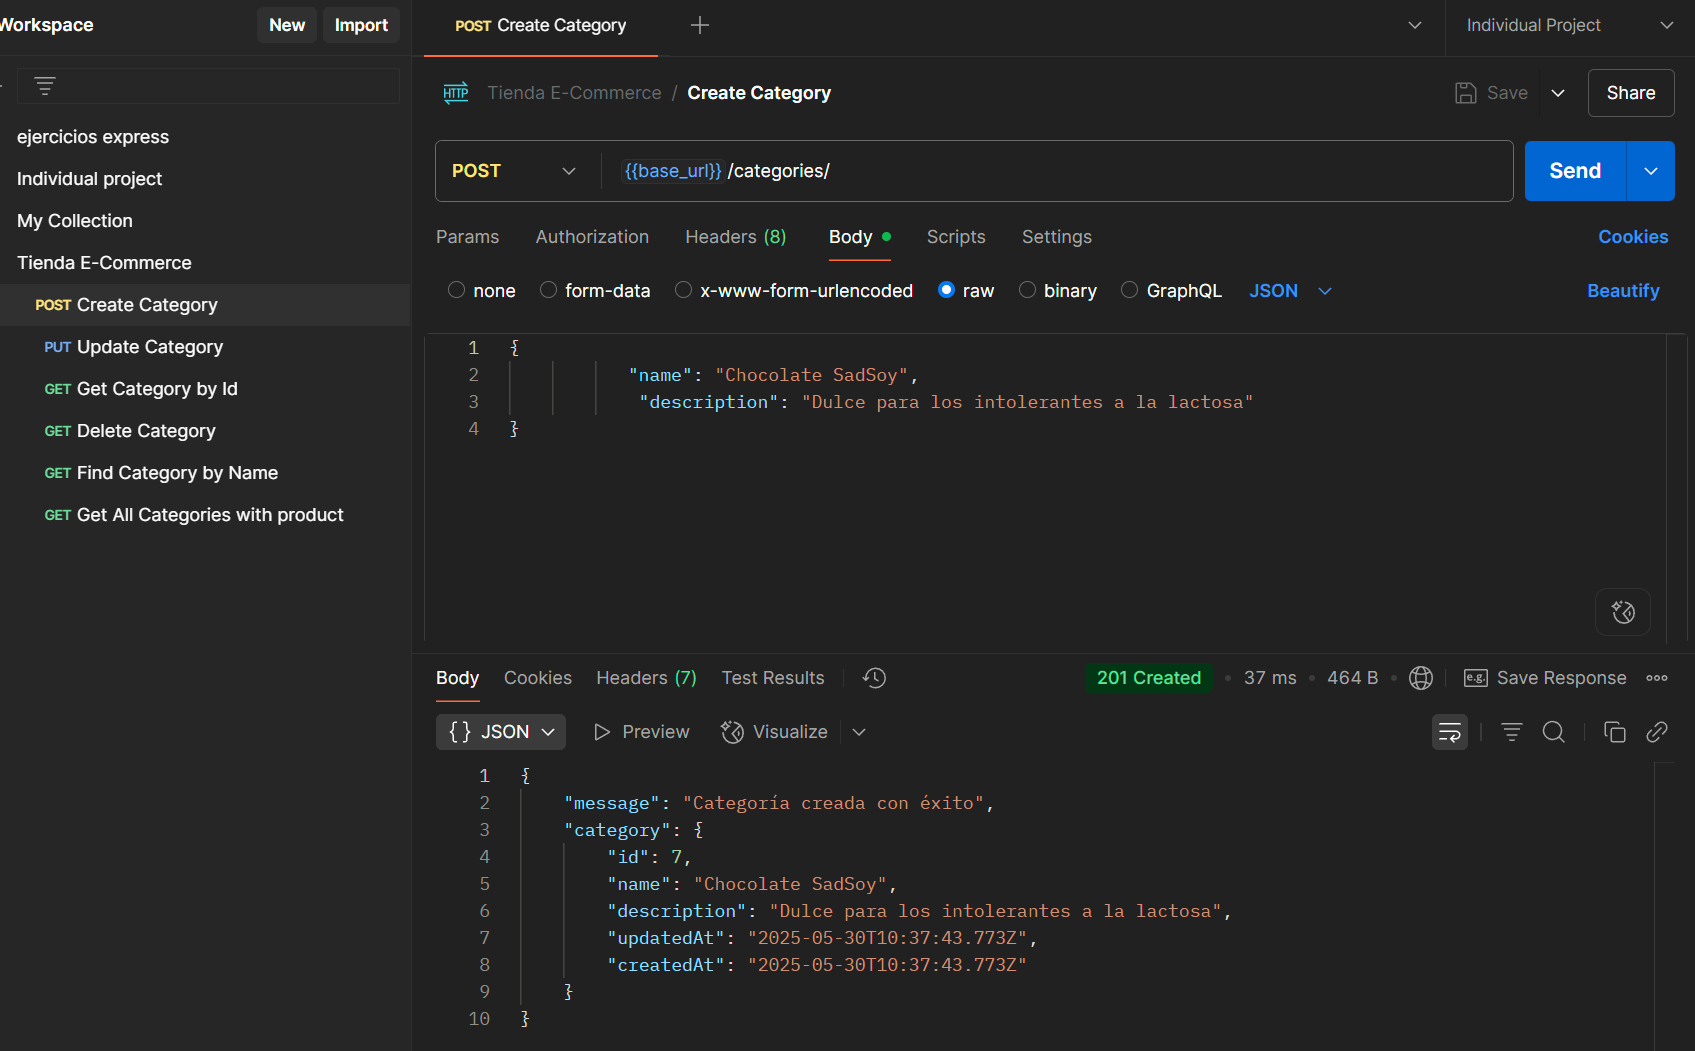 Workspace
New
Import
POST Create Category
Individual Project
ejercicios express
Individual project
My Collection
Tienda E-Commerce
POST Create Category
PUT Update Category
GET Get Category by Id
GET Delete Category
GET Find Category by Name
GET Get All Categories with product
HTTP Tienda E-Commerce / Create Category
Save
Share
POST
{{base_url}} /categories/
Send
Params Authorization Headers (8) Body Scripts Settings Cookies
none form-data x-www-form-urlencoded raw binary GraphQL JSON Beautify
1 {
2 "name": "Chocolate SadSoy",
3 "description": "Dulce para los intolerantes a la lactosa"
4 }
Body Cookies Headers (7) Test Results
201 Created • 37 ms • 464 B •
e.g. Save Response
{} JSON Preview Visualize
1 {
2 "message": "Categoría creada con éxito",
3 "category": {
4 "id": 7,
5 "name": "Chocolate SadSoy",
6 "description": "Dulce para los intolerantes a la lactosa",
7 "updatedAt": "2025-05-30T10:37:43.773Z",
8 "createdAt": "2025-05-30T10:37:43.773Z"
9 }
10 }